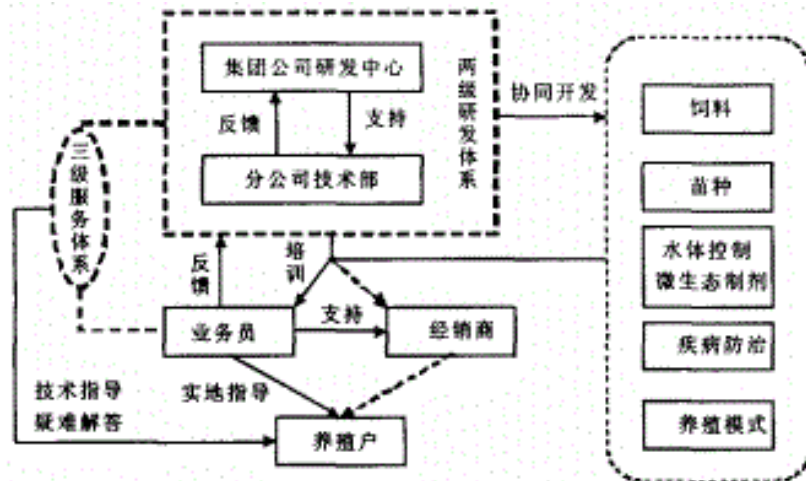 集团公司研发中心
反馈
支持
分公司技术部
两级研发体系
协同开发
饲料
苗种
水体控制
微生态制剂
疾病防治
养殖模式
三级服务体系
反馈
培训
业务员
支持
经销商
技术指导
疑难解答
实地指导
养殖户